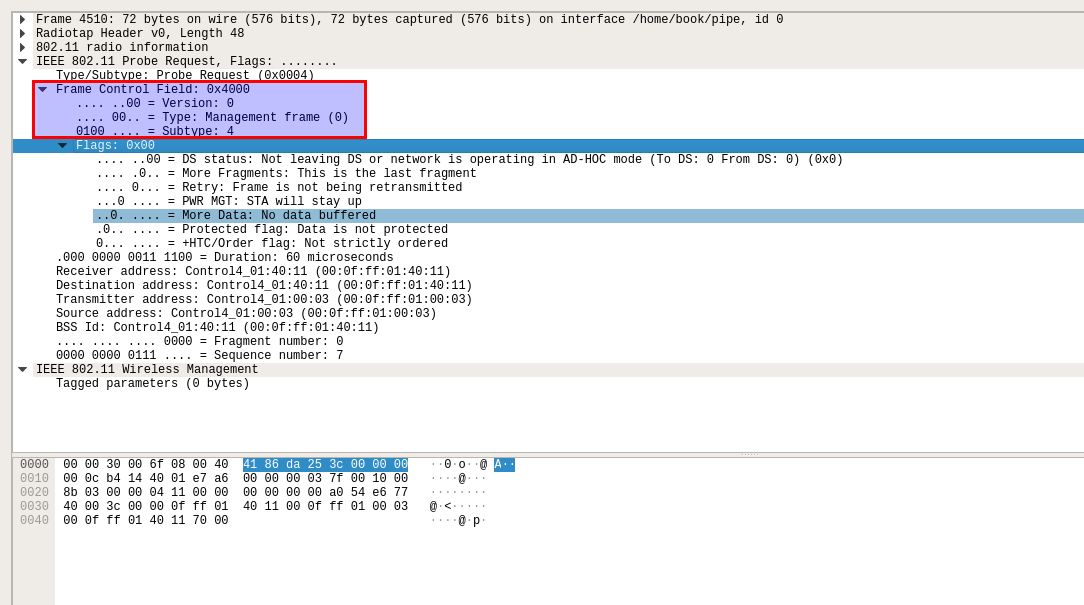 Frame 4510: 72 bytes on wire (576 bits), 72 bytes captured (576 bits) on interface /home/book/pipe, id 0
Radiotap Header v0, Length 48
802.11 radio information
IEEE 802.11 Probe Request, Flags: ........
Type/Subtype: Probe Request (0x0004)
Frame Control Field: 0x4000
.... ..00 = Version: 0
.... 00.. = Type: Management frame (0)
0100 .... = Subtype: 4
Flags: 0x00
.... ..00 = DS status: Not leaving DS or network is operating in AD-HOC mode (To DS: 0 From DS: 0) (0x0)
.... .0.. = More Fragments: This is the last fragment
.... 0... = Retry: Frame is not being retransmitted
...0 .... = PWR MGT: STA will stay up
..0. .... = More Data: No data buffered
.0.. .... = Protected flag: Data is not protected
0... .... = +HTC/Order flag: Not strictly ordered
.000 0000 0011 1100 = Duration: 60 microseconds
Receiver address: Control4_01:40:11 (00:0f:ff:01:40:11)
Destination address: Control4_01:40:11 (00:0f:ff:01:40:11)
Transmitter address: Control4_01:00:03 (00:0f:ff:01:00:03)
Source address: Control4_01:00:03 (00:0f:ff:01:00:03)
BSS Id: Control4_01:40:11 (00:0f:ff:01:40:11)
.... .... .... 0000 = Fragment number: 0
0000 0000 0111 .... = Sequence number: 7
IEEE 802.11 Wireless Management
Tagged parameters (0 bytes)
0000 00 00 30 00 6f 08 00 40 41 86 da 25 3c 00 00 00 ··0·o··@ A··
0010 00 0c b4 14 40 01 e7 a6 00 00 00 03 7f 00 10 00 ····@···
0020 8b 03 00 00 04 11 00 00 00 00 00 00 a0 54 e6 77 ········
0030 40 00 3c 00 00 0f ff 01 40 11 00 0f ff 01 00 03 @·<·····
0040 00 0f ff 01 40 11 70 00 ····@·p·